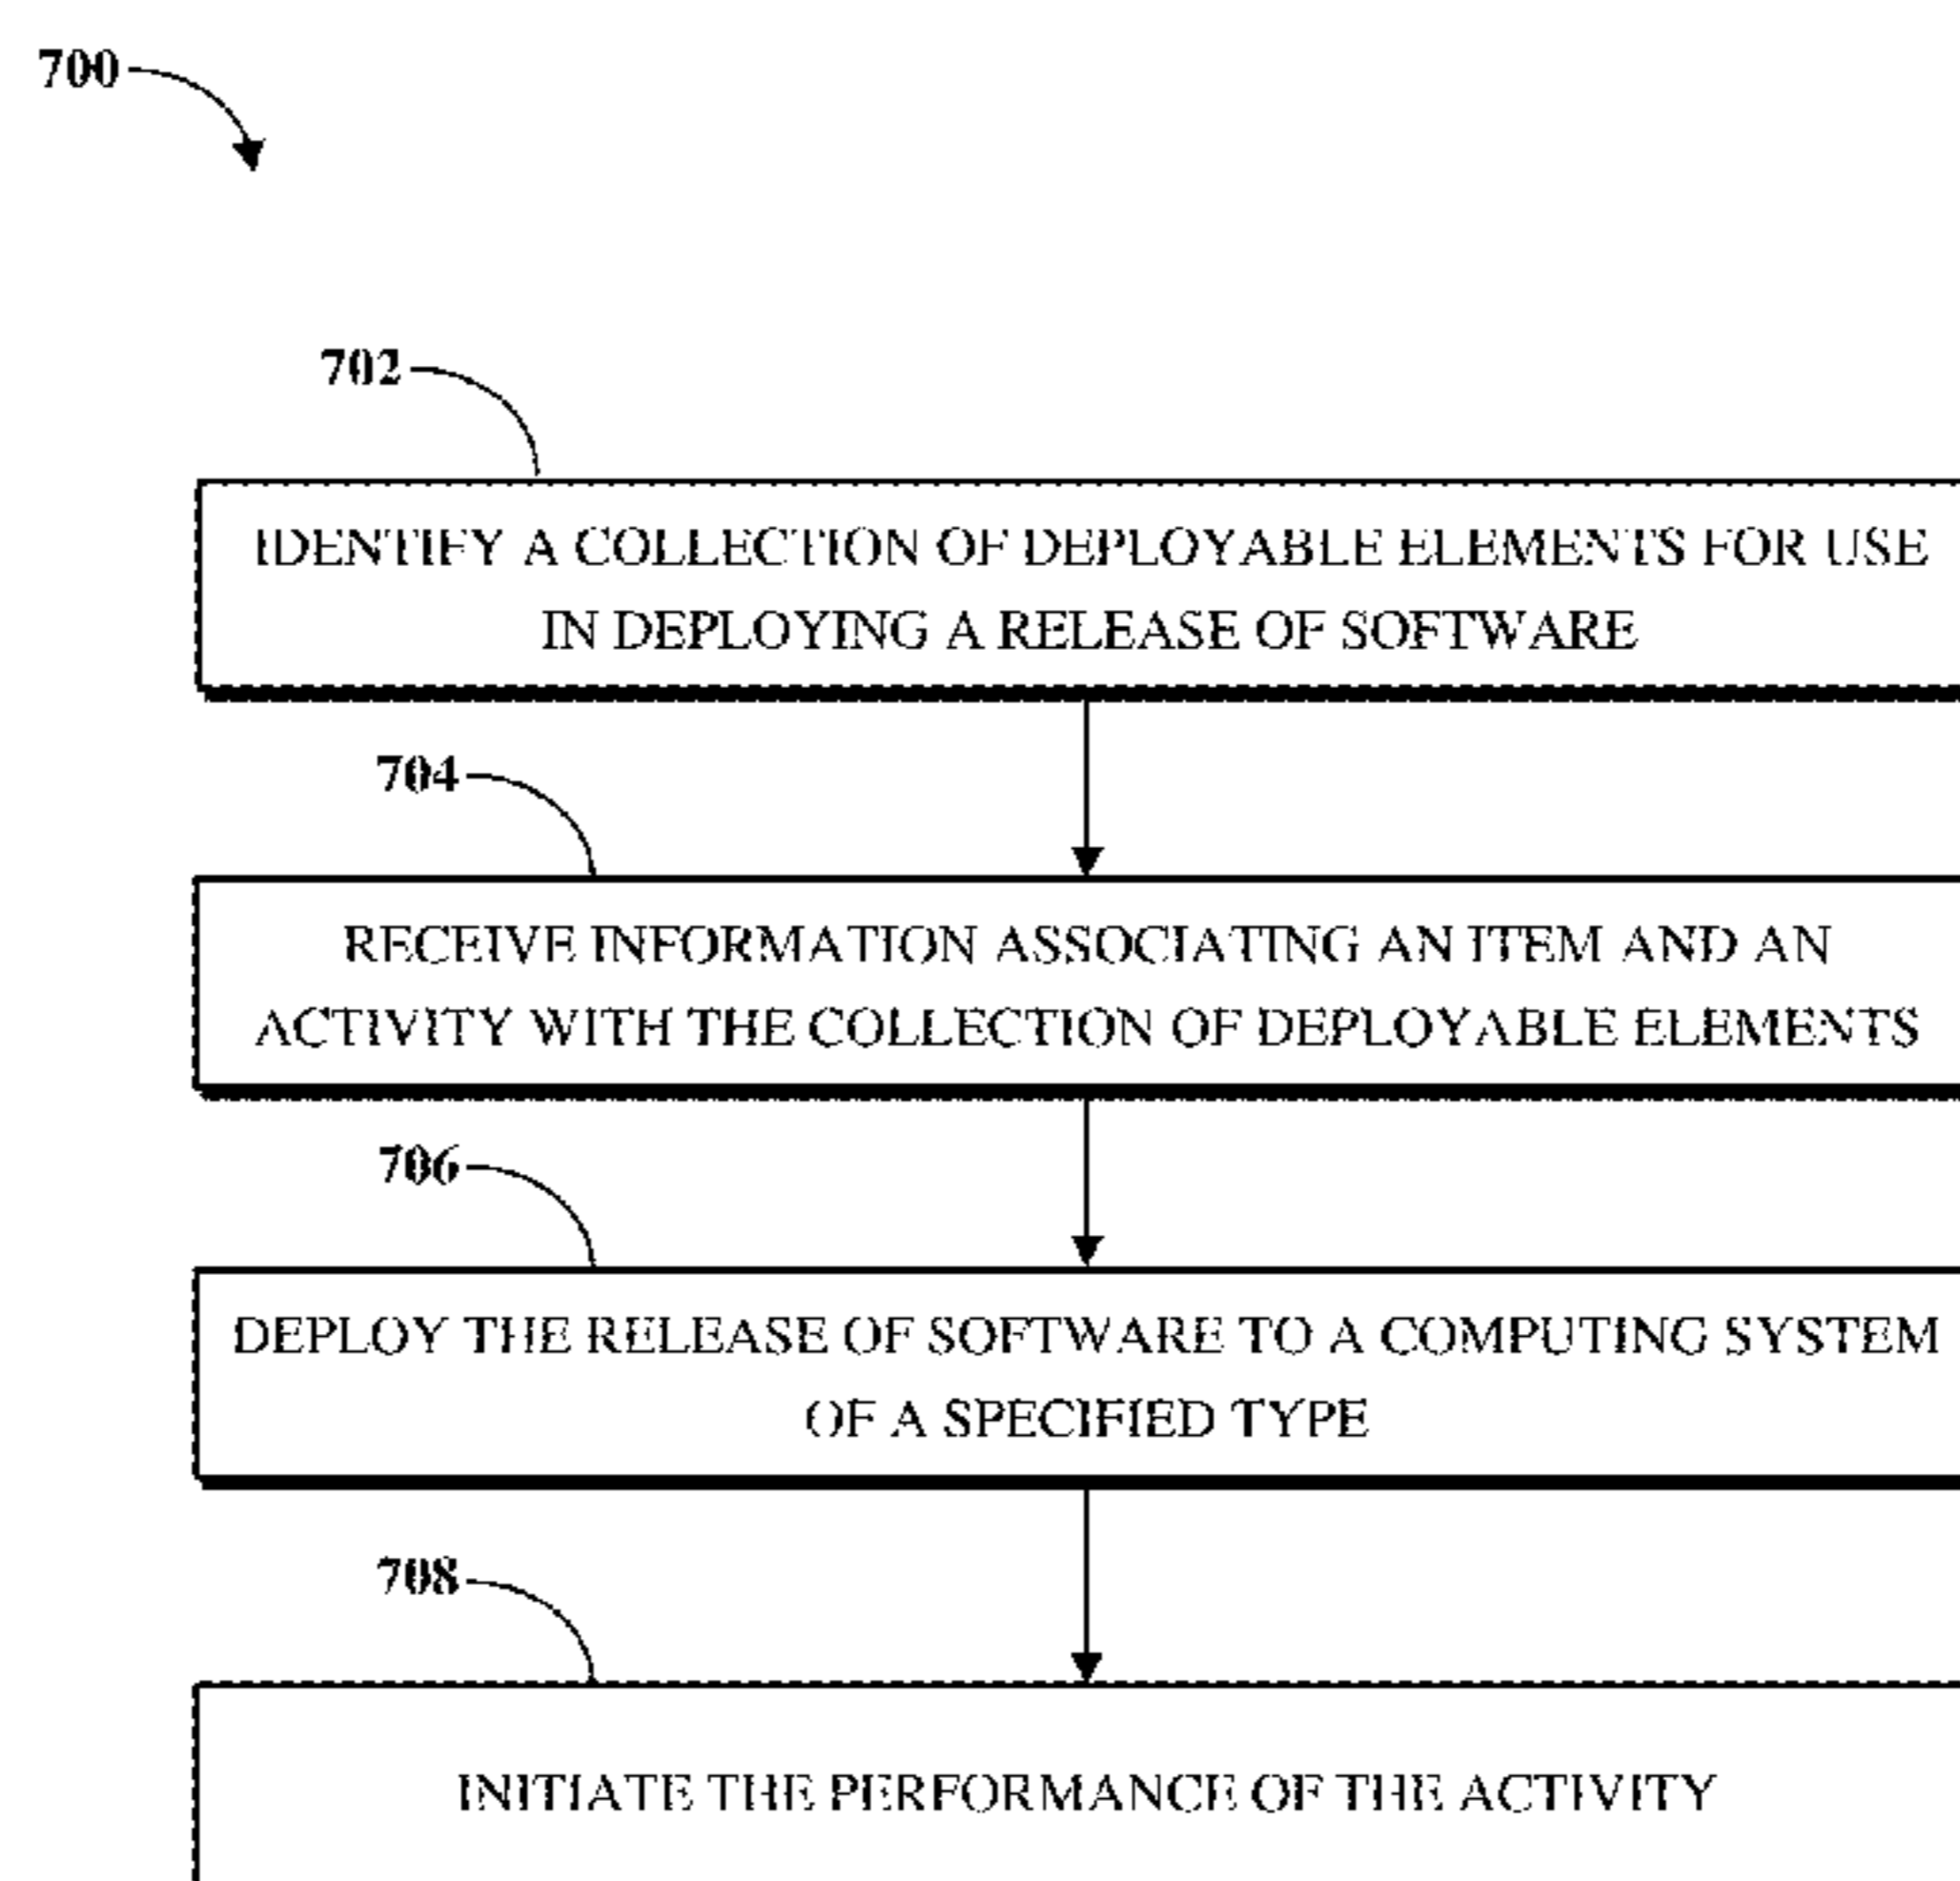 700
702
IDENTIFY A COLLECTION OF DEPLOYABLE ELEMENTS FOR USE
IN DEPLOYING A RELEASE OF SOFTWARE
704
RECEIVE INFORMATION ASSOCIATING AN ITEM AND AN
ACTIVITY WITH THE COLLECTION OF DEPLOYABLE ELEMENTS
706
DEPLOY THE RELEASE OF SOFTWARE TO A COMPUTING SYSTEM
OF A SPECIFIED TYPE
708
INITIATE THE PERFORMANCE OF THE ACTIVITY